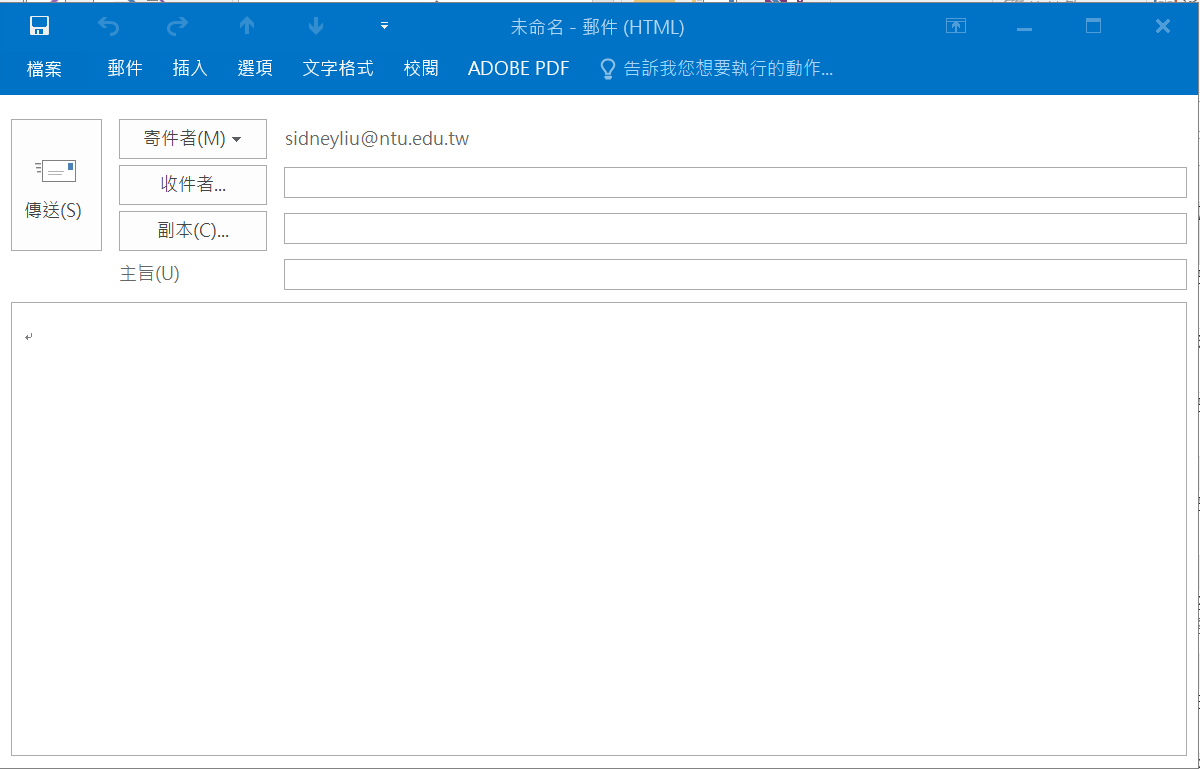 未命名 - 郵件 (HTML)
檔案 郵件 插入 選項 文字格式 校閱 ADOBE PDF 告訴我您想要執行的動作...
寄件者(M) sidneyliu@ntu.edu.tw
收件者...
傳送(S)
副本(C)...
主旨(U)